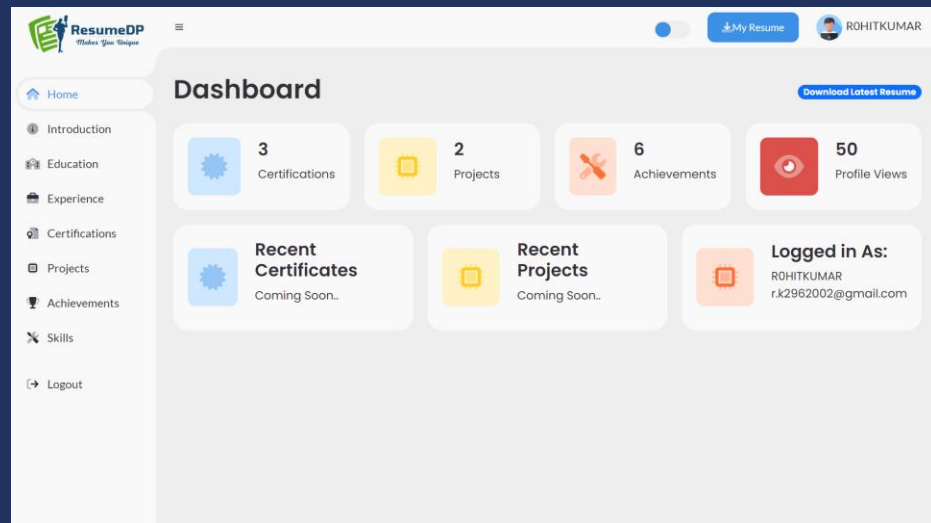 ResumeDP
Makes You Unique
My Resume
R0HITKUMAR
Home
Introduction
Education
Experience
Certifications
Projects
Achievements
Skills
Logout
Dashboard
Download Latest Resume
3
Certifications
2
Projects
6
Achievements
50
Profile Views
Recent
Certificates
Coming Soon..
Recent
Projects
Coming Soon..
Logged in As:
R0HITKUMAR
r.k2962002@gmail.com